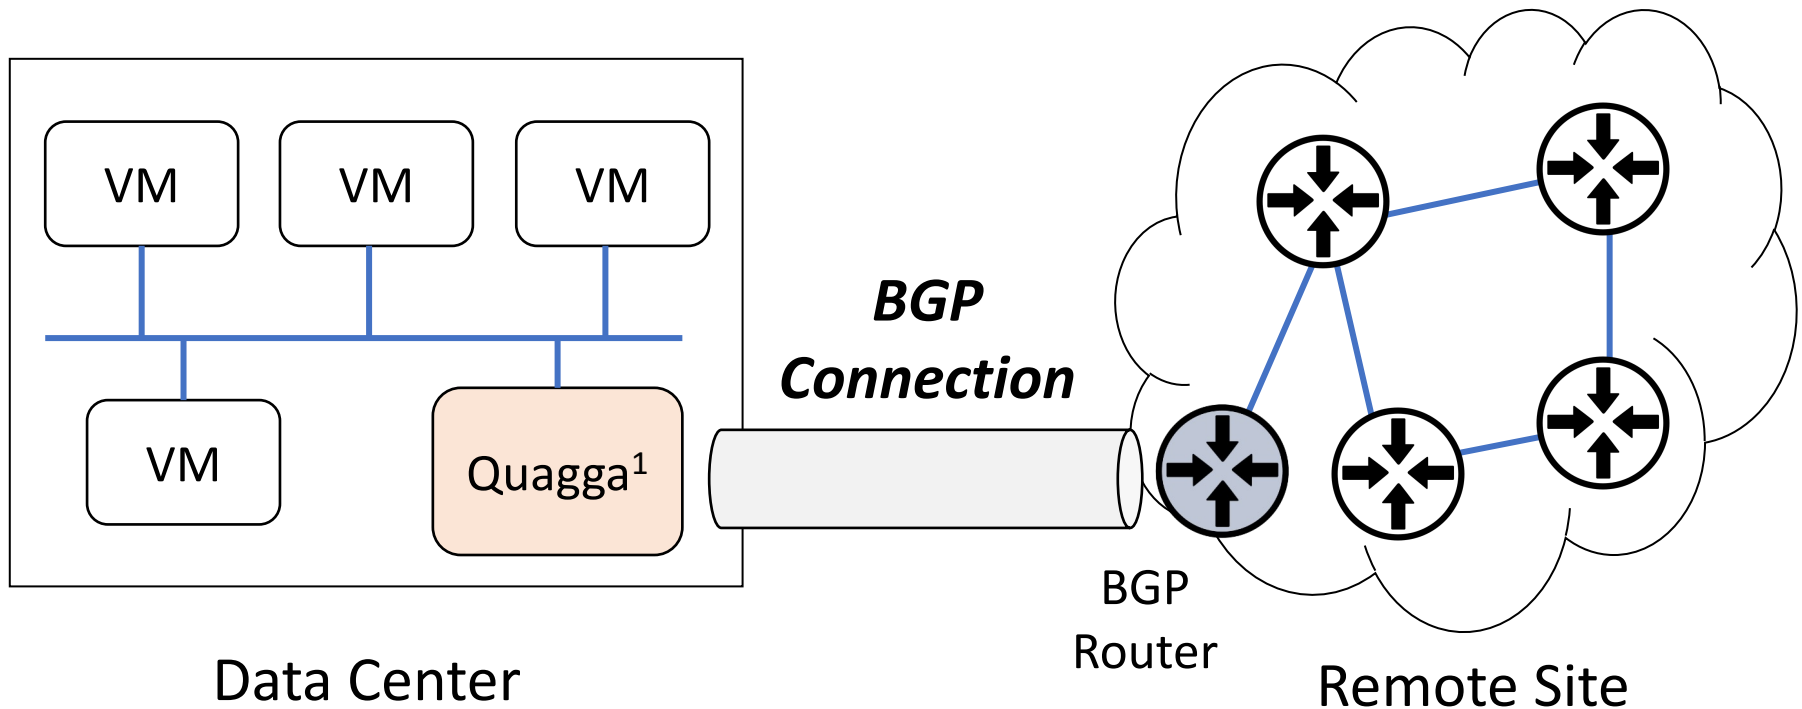 VM
VM
VM
VM
Quagga¹
BGP
Connection
BGP
Router
Data Center
Remote Site